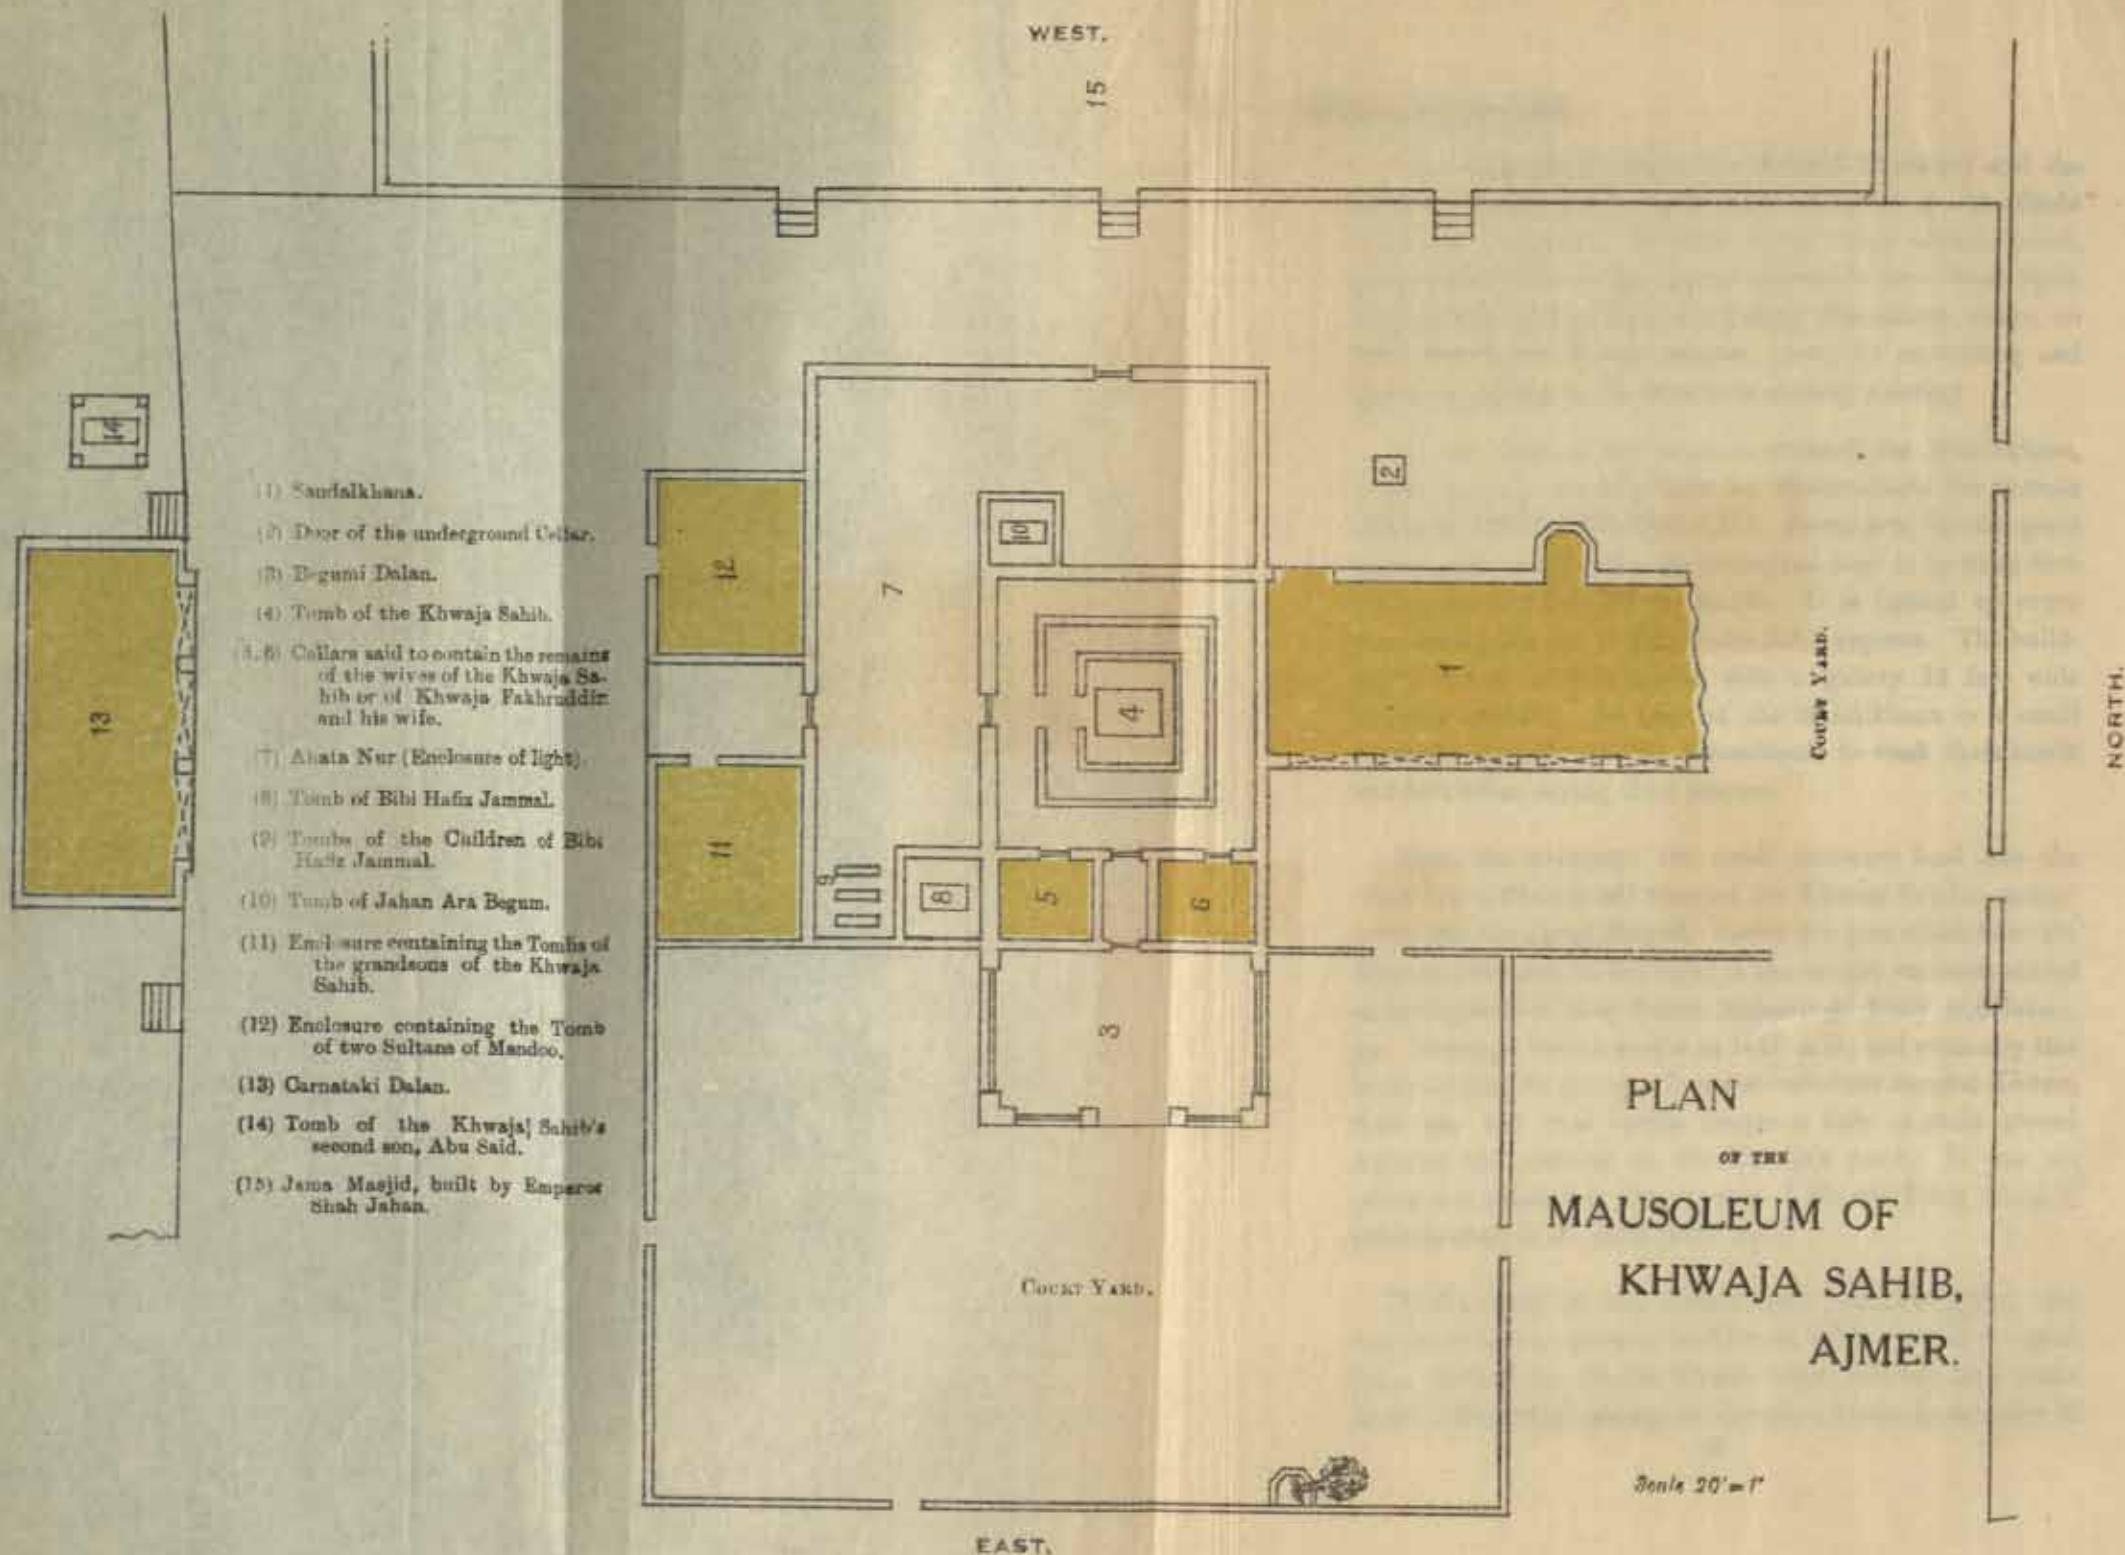 WEST.
15
14
13
12
11
10
9
8
7
6
5
4
3
2
1
(1) Sandalkhana.
(2) Door of the underground Cellar.
(3) Begumi Dalan.
(4) Tomb of the Khwaja Sahib.
(5, 6) Cellars said to contain the remains
of the wives of the Khwaja Sa-
hib or of Khwaja Fakhruddin
and his wife.
(7) Ahata Nur (Enclosure of light).
(8) Tomb of Bibi Hafiz Jammal.
(9) Tombs of the Children of Bibi
Hafiz Jammal.
(10) Tomb of Jahan Ara Begum.
(11) Enclosure containing the Tombs of
the grandsons of the Khwaja
Sahib.
(12) Enclosure containing the Tomb
of two Sultans of Mandoo.
(13) Carnataki Dalan.
(14) Tomb of the Khwaja Sahib's
second son, Abu Said.
(15) Jama Masjid, built by Emperor
Shah Jahan.
COURT YARD.
NORTH.
COURT YARD.
PLAN
OF THE
MAUSOLEUM OF
KHWAJA SAHIB,
AJMER.
Scale 20'=1"
EAST.